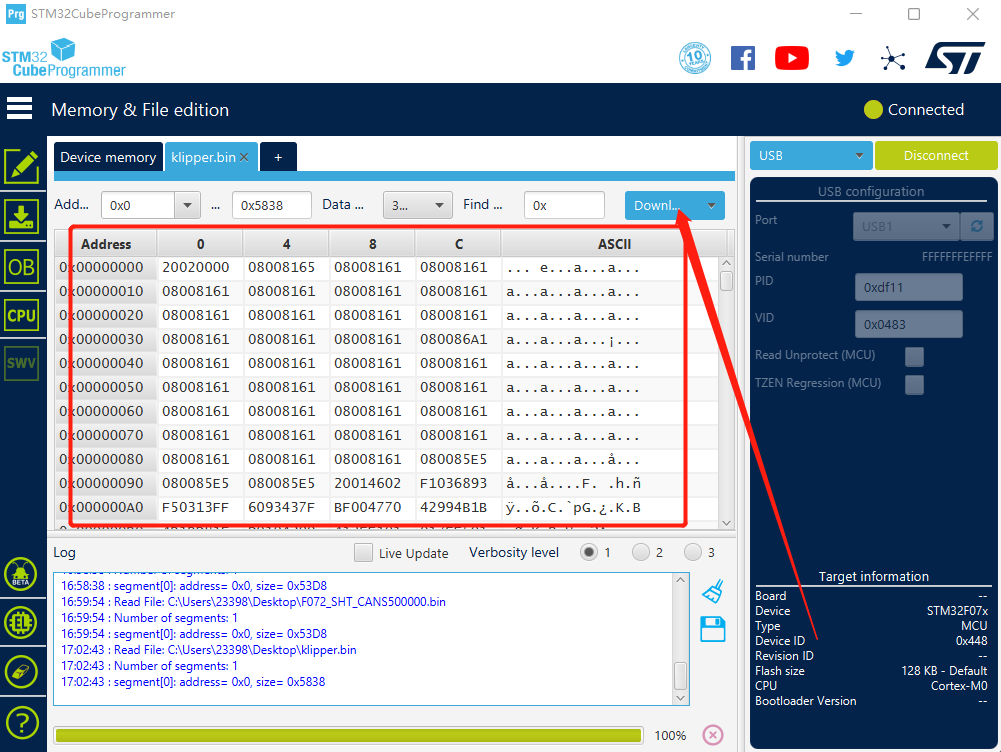 Prg STM32CubeProgrammer
STM32
CubeProgrammer
10
YEARS
Memory & File edition
Connected
Device memory
klipper.bin
+
USB
Disconnect
Add...
0x0
...
0x5838
Data ...
3...
Find ...
0x
Downl...
USB configuration
Port
USB1
Serial number
FFFFFFFEFFFF
PID
0xdf11
VID
0x0483
Read Unprotect (MCU)
TZEN Regression (MCU)
Address 0 4 8 C ASCII
0x00000000 20020000 08008165 08008161 08008161 ... e...a...a...
0x00000010 08008161 08008161 08008161 08008161 a...a...a...a...
0x00000020 08008161 08008161 08008161 08008161 a...a...a...a...
0x00000030 08008161 08008161 08008161 080086A1 a...a...a...¡...
0x00000040 08008161 08008161 08008161 08008161 a...a...a...a...
0x00000050 08008161 08008161 08008161 08008161 a...a...a...a...
0x00000060 08008161 08008161 08008161 08008161 a...a...a...a...
0x00000070 08008161 08008161 08008161 08008161 a...a...a...a...
0x00000080 08008161 08008161 08008161 080085E5 a...a...a...å...
0x00000090 080085E5 080085E5 20014602 F1036893 å...å....F. .h.ñ
0x000000A0 F50313FF 6093437F BF004770 42994B1B ÿ..õ.C.`pG.¿.K.B
OB
CPU
SWV
BETA
Log
Live Update
Verbosity level
1
2
3
16:58:38 : segment[0]: address= 0x0, size= 0x53D8
16:59:54 : Read File: C:\Users\23398\Desktop\F072_SHT_CANS500000.bin
16:59:54 : Number of segments: 1
16:59:54 : segment[0]: address= 0x0, size= 0x53D8
17:02:43 : Read File: C:\Users\23398\Desktop\klipper.bin
17:02:43 : Number of segments: 1
17:02:43 : segment[0]: address= 0x0, size= 0x5838
100%
Target information
Board --
Device STM32F07x
Type MCU
Device ID 0x448
Revision ID --
Flash size 128 KB - Default
CPU Cortex-M0
Bootloader Version --